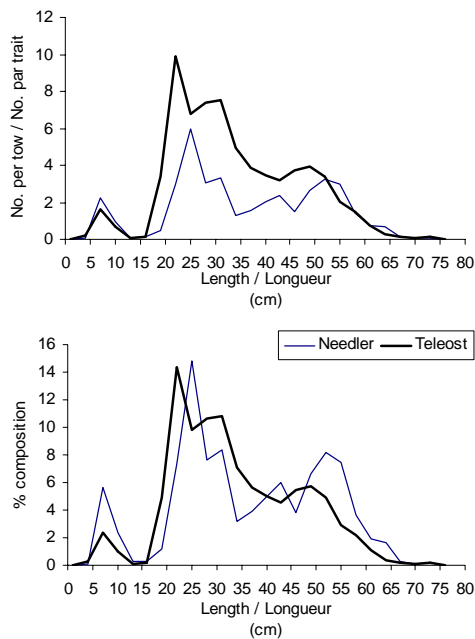 No. per tow / No. par trait
12
10
8
6
4
2
0
0 5 10 15 20 25 30 35 40 45 50 55 60 65 70 75 80
Length / Longueur
(cm)
Needler Teleost
% composition
16
14
12
10
8
6
4
2
0
0 5 10 15 20 25 30 35 40 45 50 55 60 65 70 75 80
Length / Longueur
(cm)